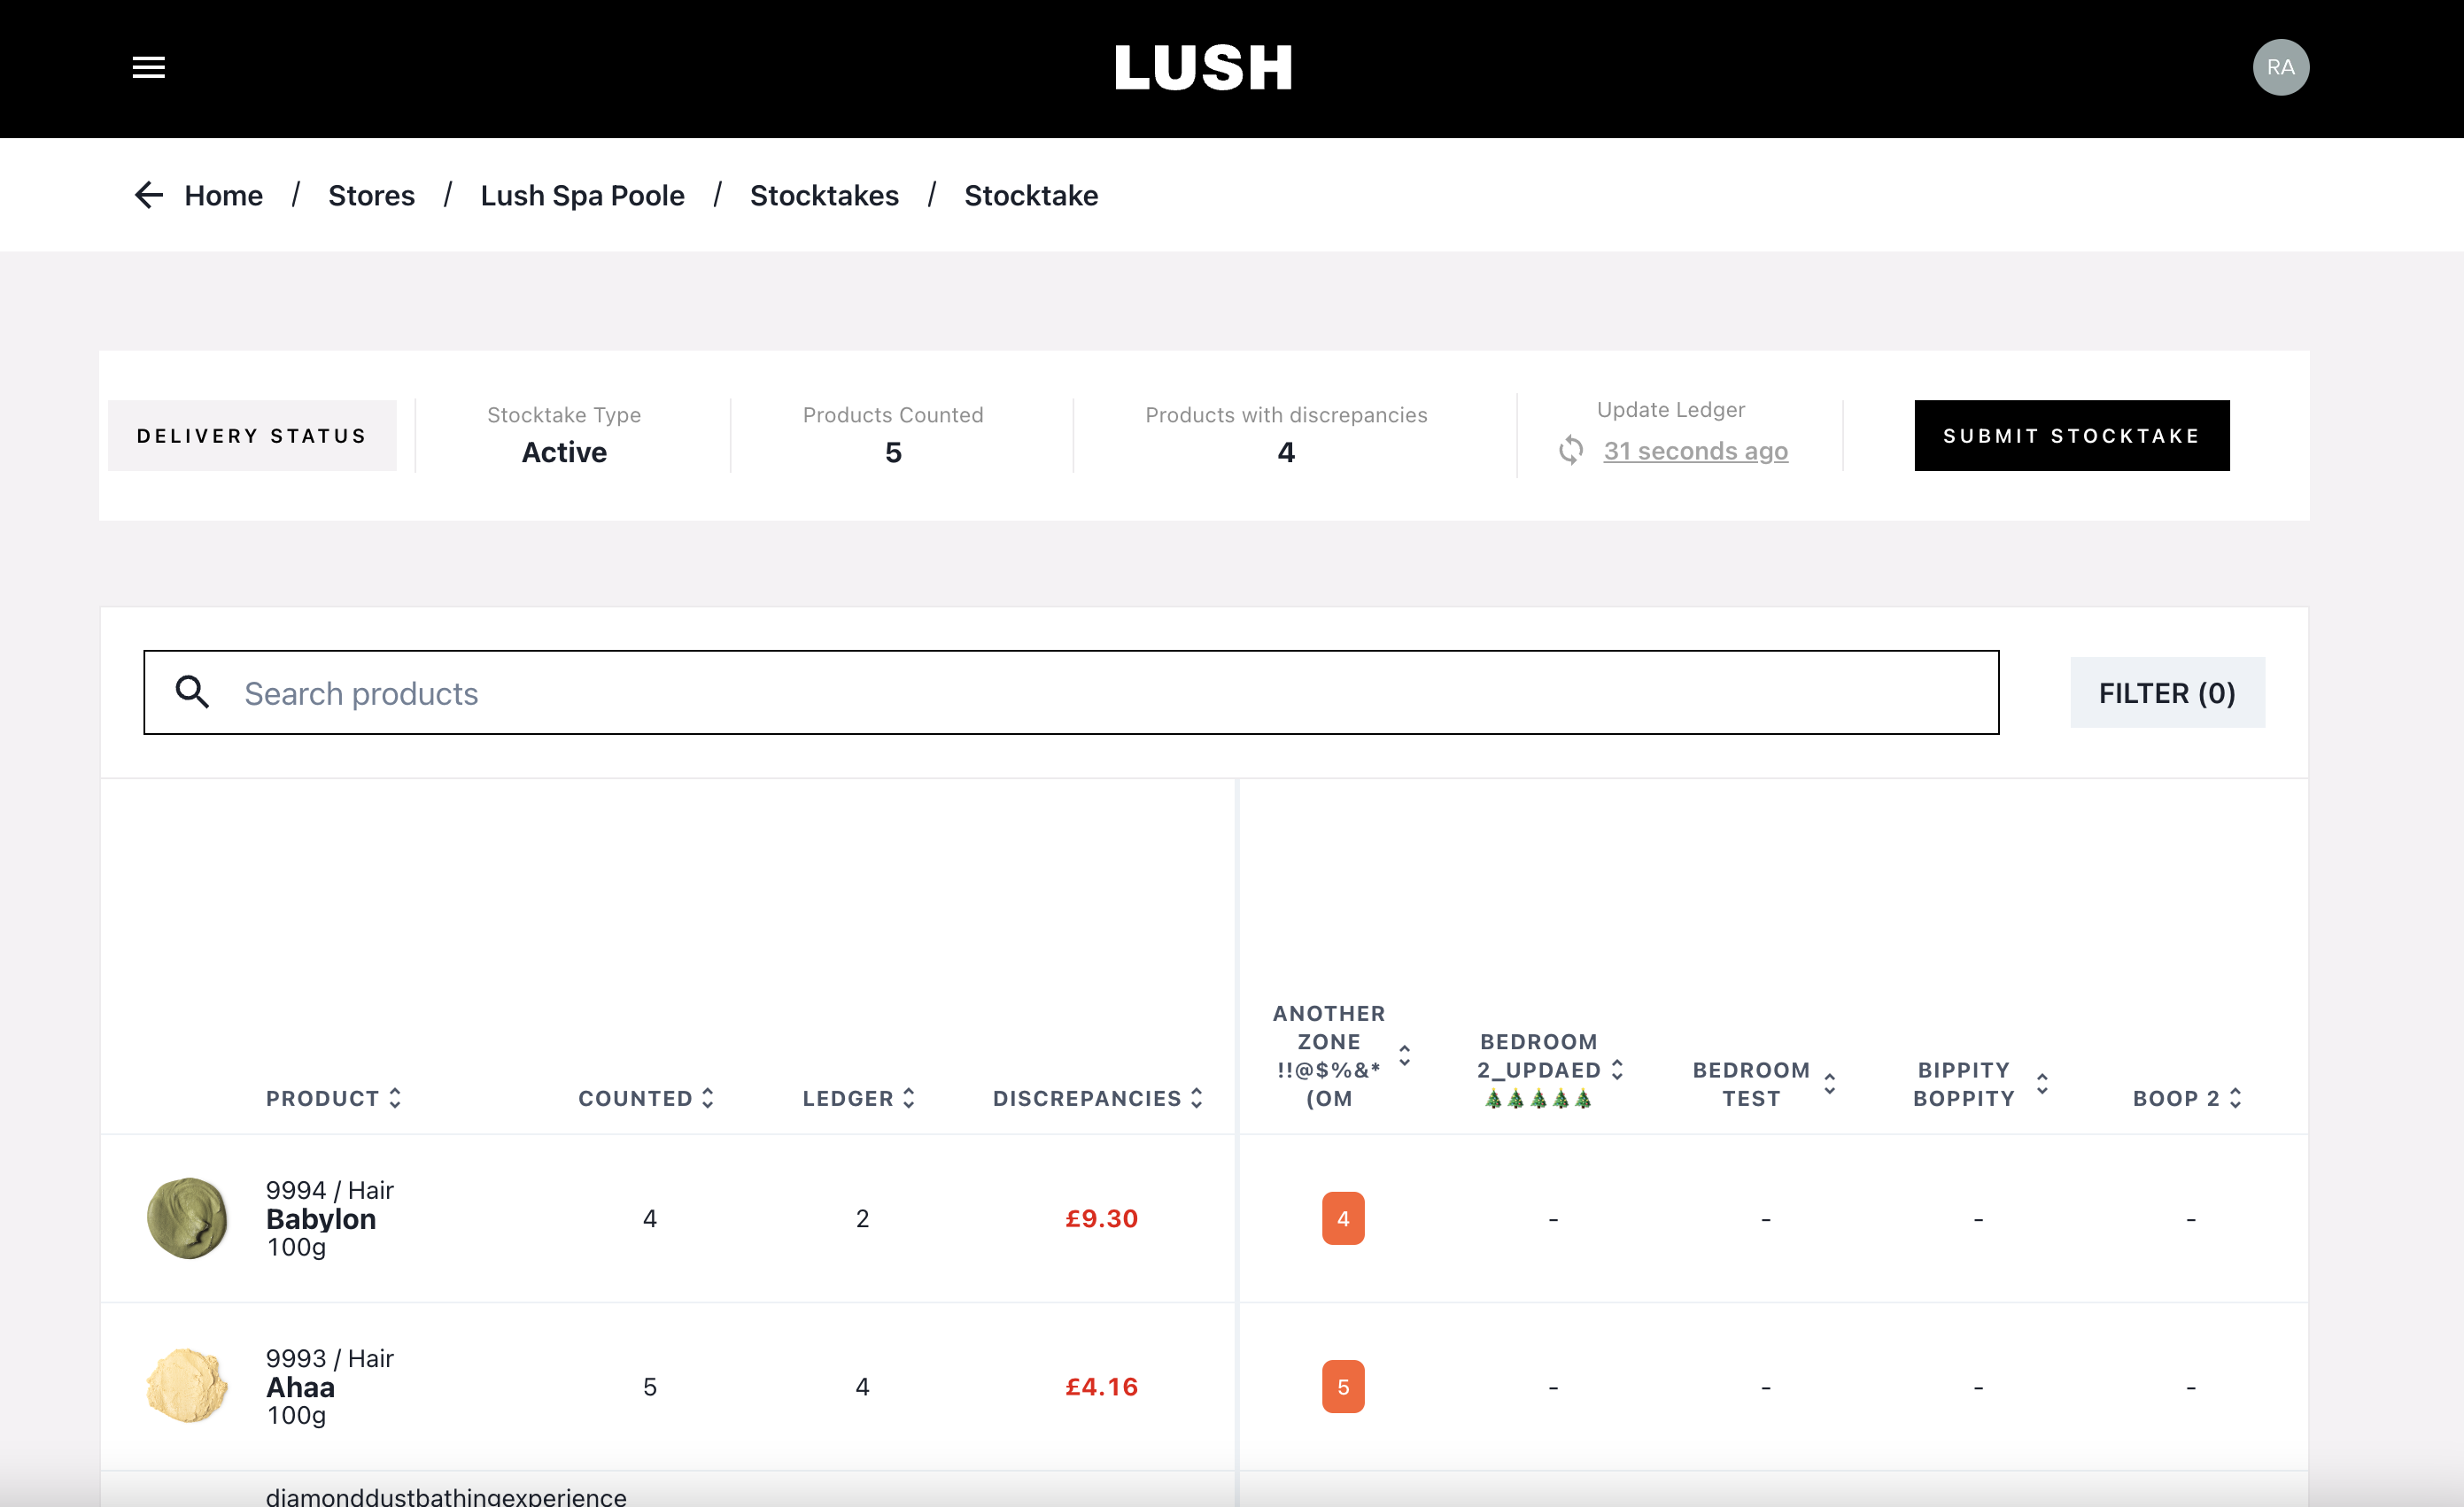 LUSH
RA
Home / Stores / Lush Spa Poole / Stocktakes / Stocktake
DELIVERY STATUS
Stocktake Type
Active
Products Counted
5
Products with discrepancies
4
Update Ledger
31 seconds ago
SUBMIT STOCKTAKE
Search products
FILTER (0)
PRODUCT
COUNTED
LEDGER
DISCREPANCIES
ANOTHER
ZONE
!!@$%&*
(OM
BEDROOM
2_UPDAED
🎄🎄🎄🎄🎄
BEDROOM
TEST
BIPPITY
BOPPITY
BOOP 2
9994 / Hair
Babylon
100g
4
2
£9.30
4
-
-
-
-
9993 / Hair
Ahaa
100g
5
4
£4.16
5
-
-
-
-
diamonddustbathingexperience